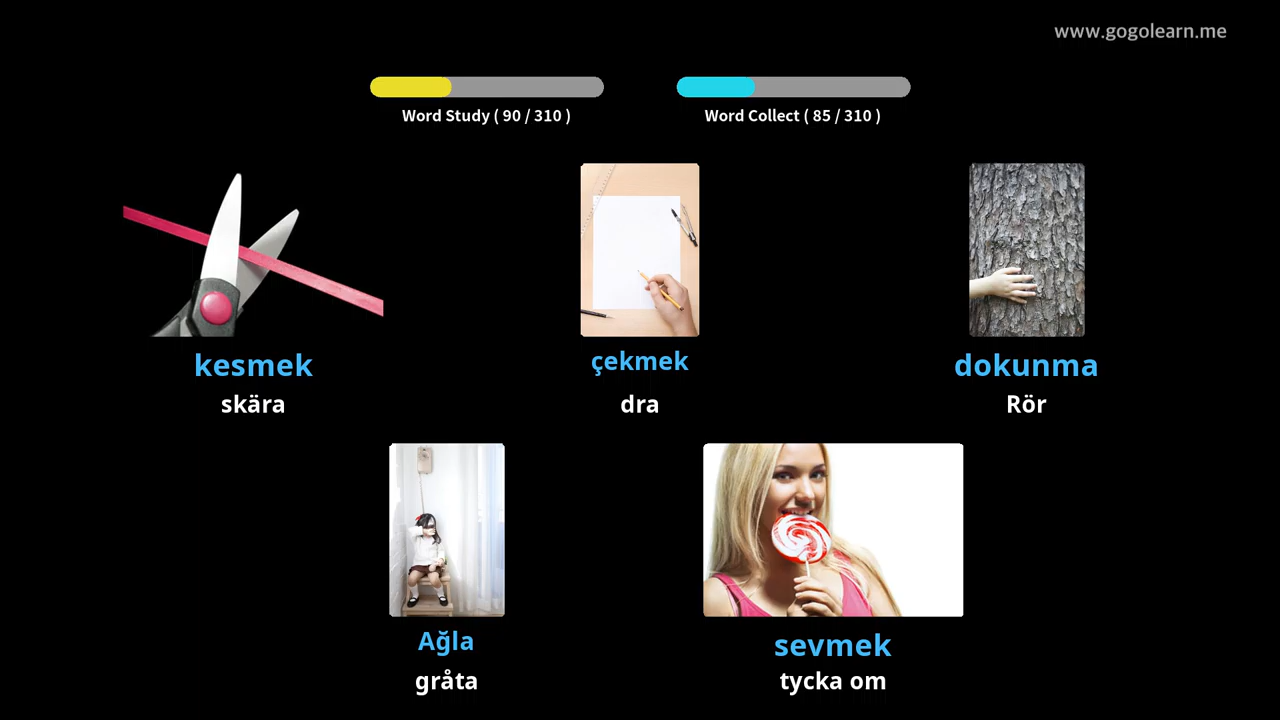 www.gogolearn.me
Word Study ( 90 / 310 )
Word Collect ( 85 / 310 )
kesmek
skära
çekmek
dra
dokunma
Rör
Ağla
gråta
sevmek
tycka om